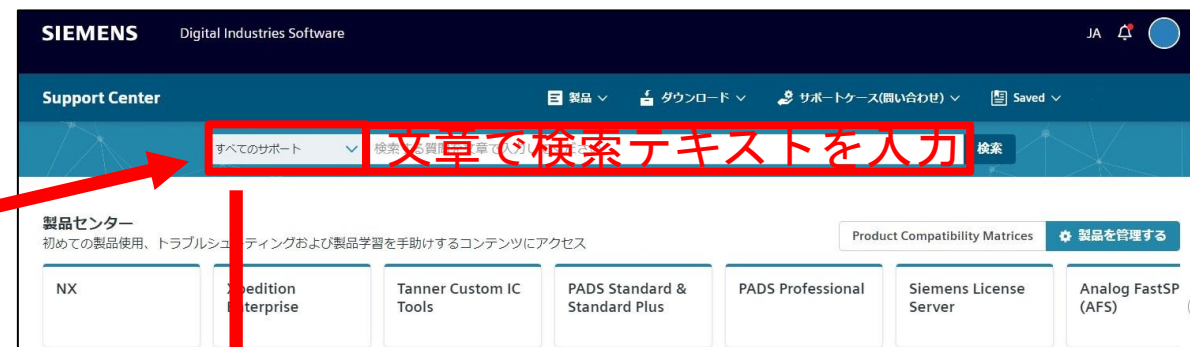 SIEMENS Digital Industries Software JA
Support Center 製品 ダウンロード サポートケース(問い合わせ) Saved
すべてのサポート 文章で検索テキストを入力 検索
製品センター
初めての製品使用、トラブルシューティングおよび製品学習を手助けするコンテンツにアクセス
Product Compatibility Matrices 製品を管理する
NX
Xpedition Enterprise
Tanner Custom IC Tools
PADS Standard & Standard Plus
PADS Professional
Siemens License Server
Analog FastSP (AFS)